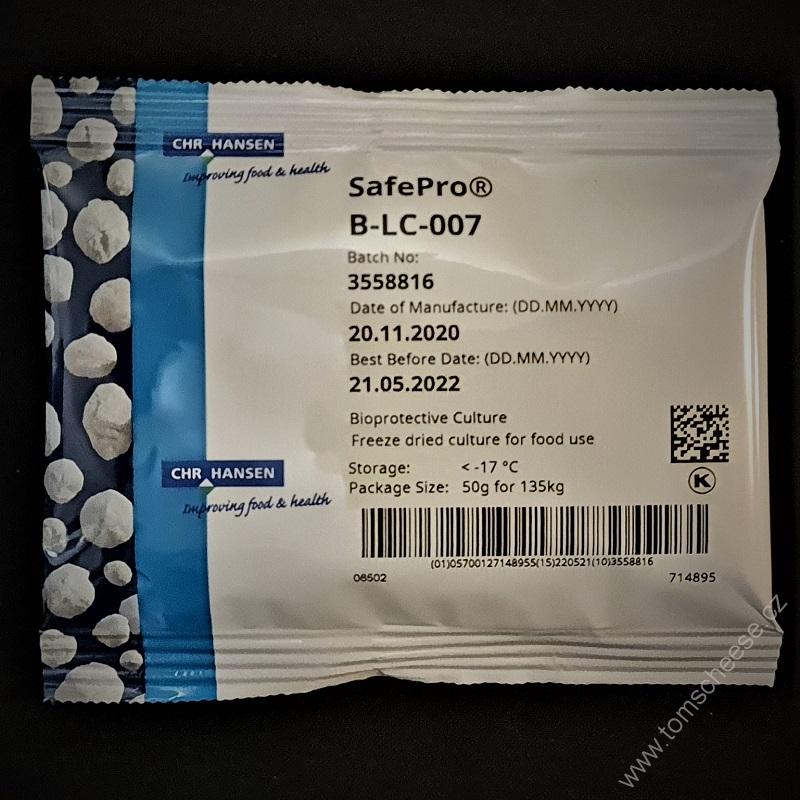 CHR HANSEN
Improving food & health
SafePro®
B-LC-007
Batch No:
3558816
Date of Manufacture: (DD.MM.YYYY)
20.11.2020
Best Before Date: (DD.MM.YYYY)
21.05.2022
Bioprotective Culture
Freeze dried culture for food use
CHR HANSEN
Improving food & health
Storage: < -17 °C
Package Size: 50g for 135kg
K
(01)05700127148955(15)220521(10)3558816
08502 714895
www.tomscheese.cz